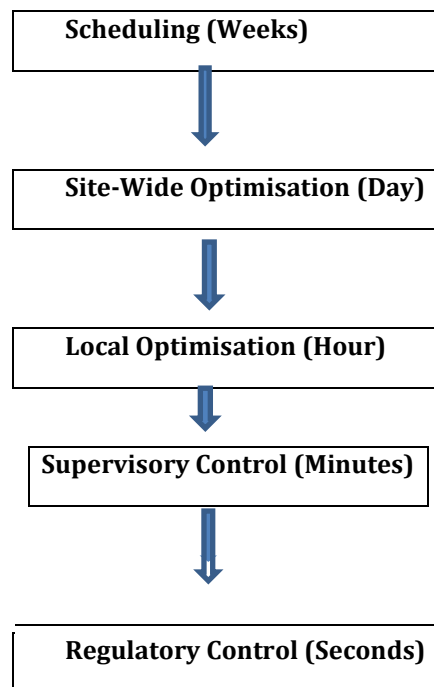 Scheduling (Weeks)
Site-Wide Optimisation (Day)
Local Optimisation (Hour)
Supervisory Control (Minutes)
Regulatory Control (Seconds)